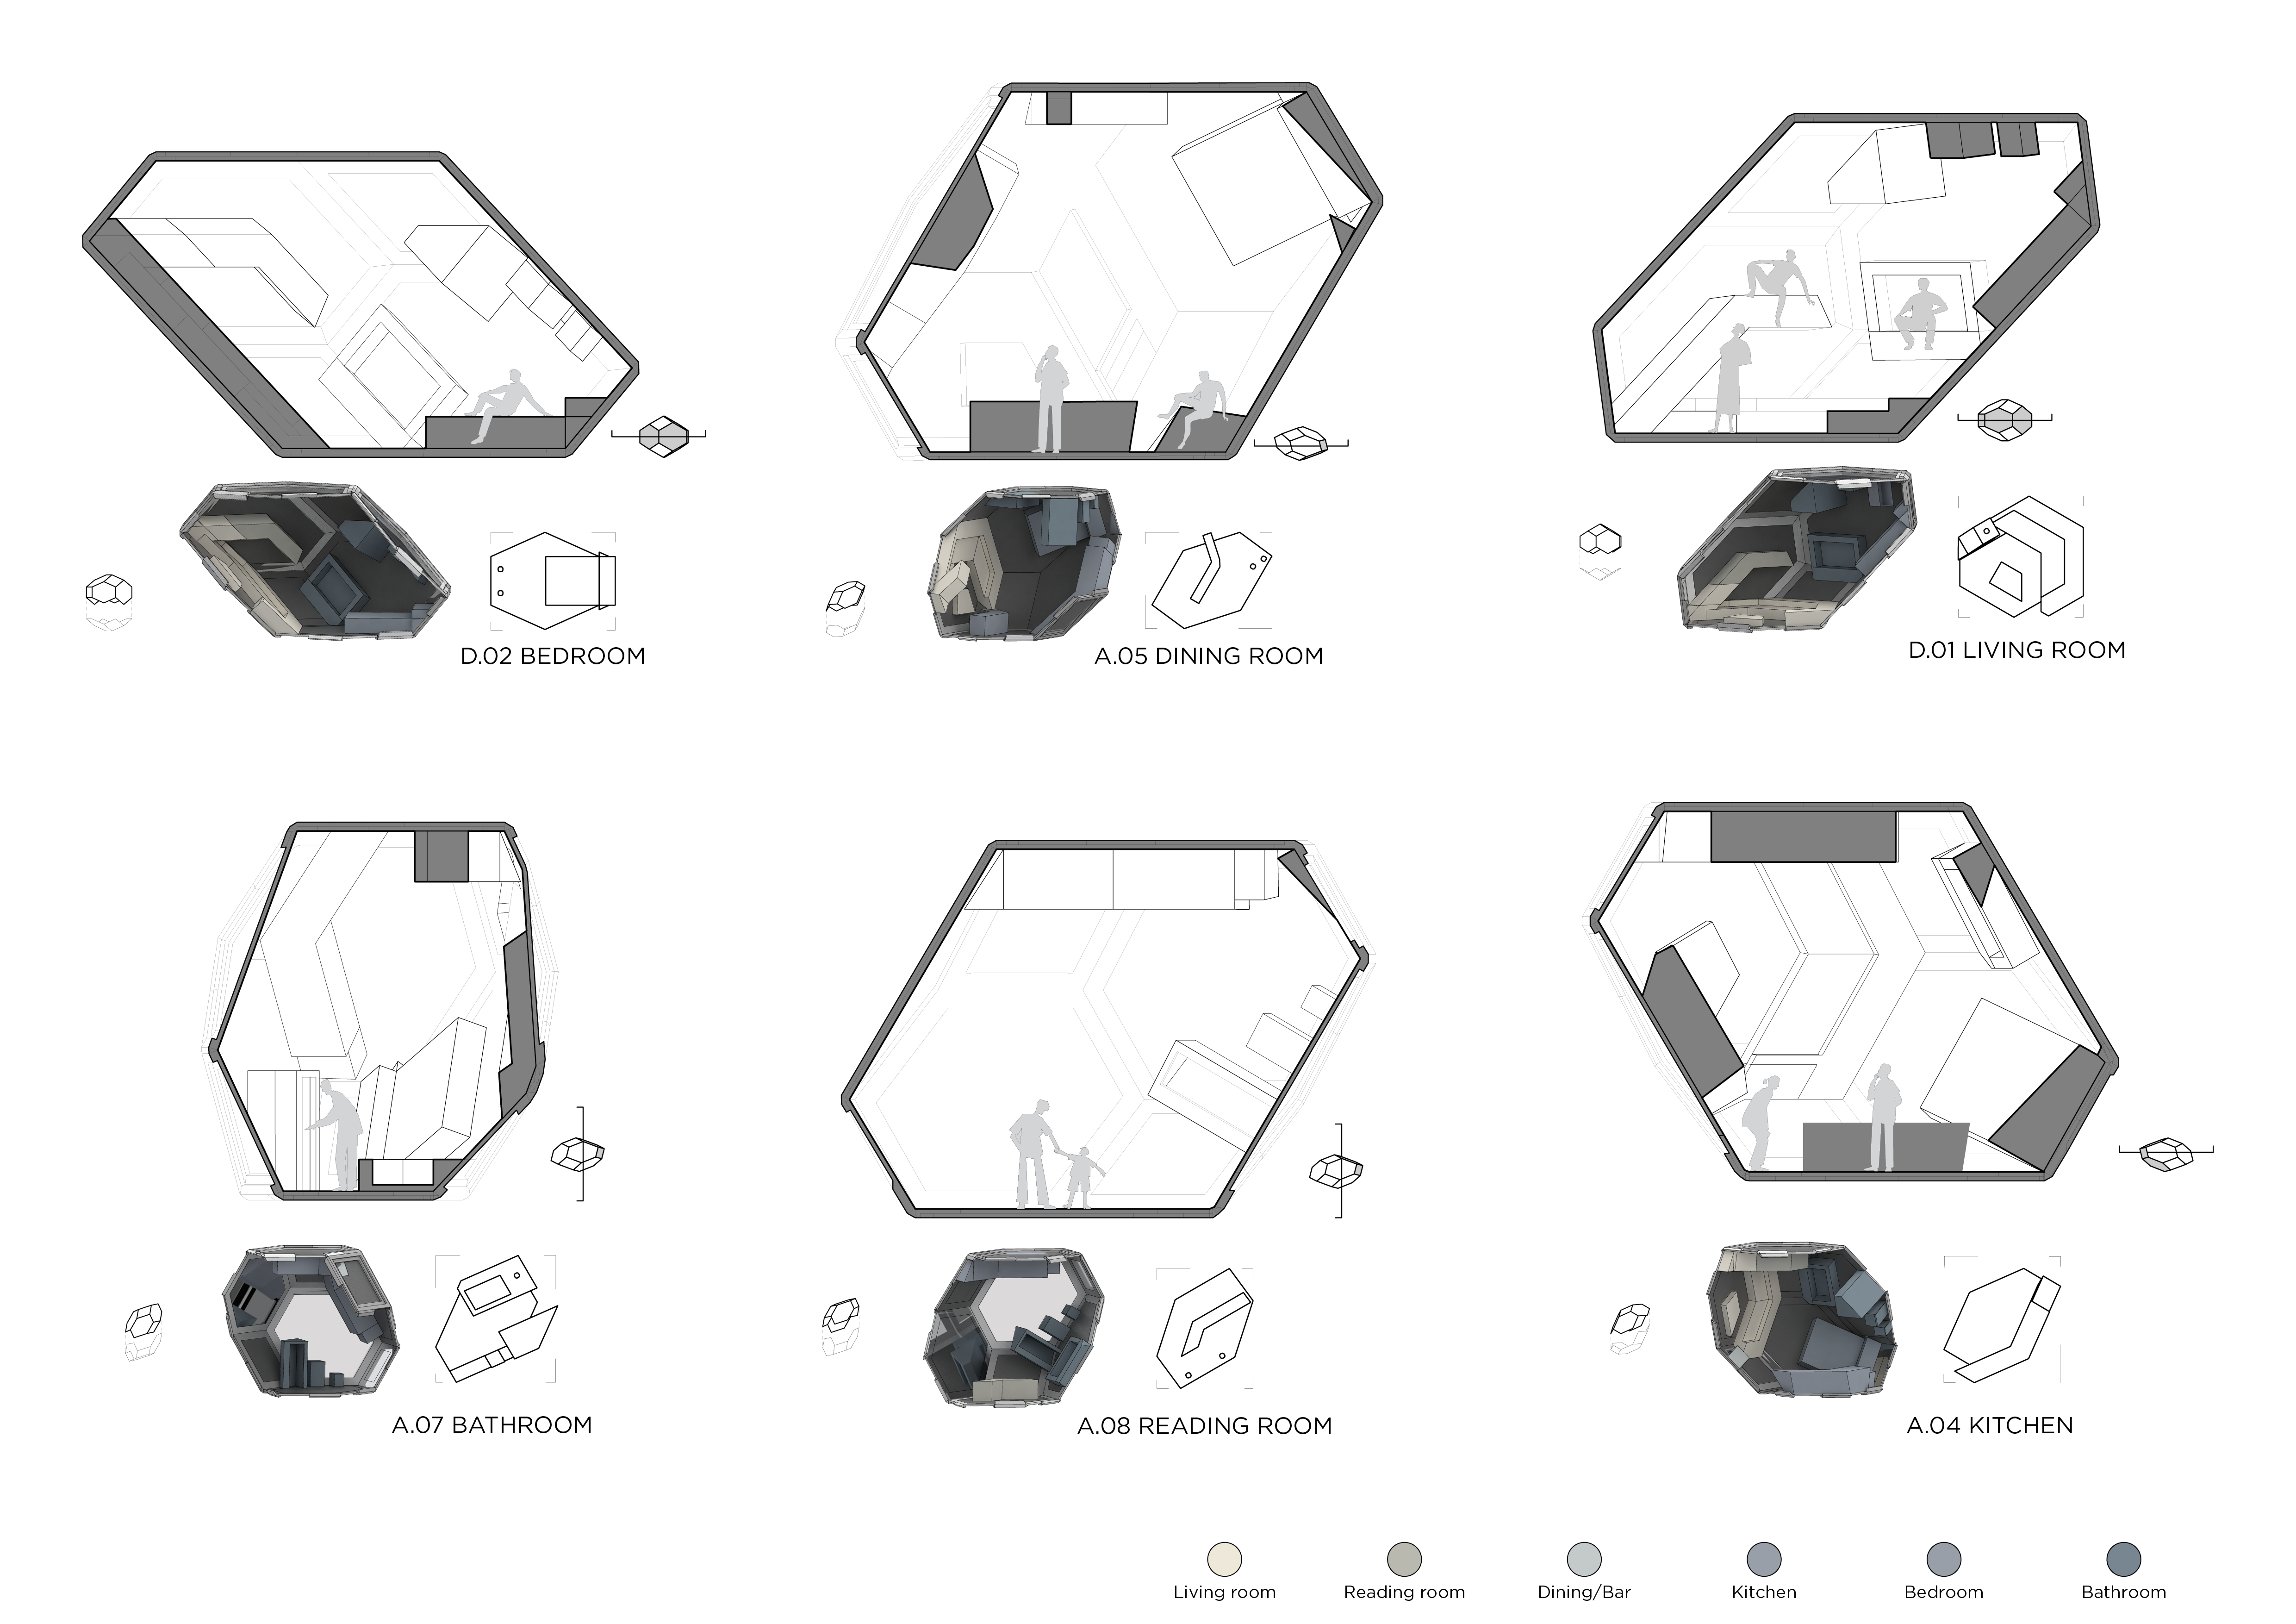 D.02 BEDROOM
A.05 DINING ROOM
D.01 LIVING ROOM
A.07 BATHROOM
A.08 READING ROOM
A.04 KITCHEN
Living room
Reading room
Dining/Bar
Kitchen
Bedroom
Bathroom